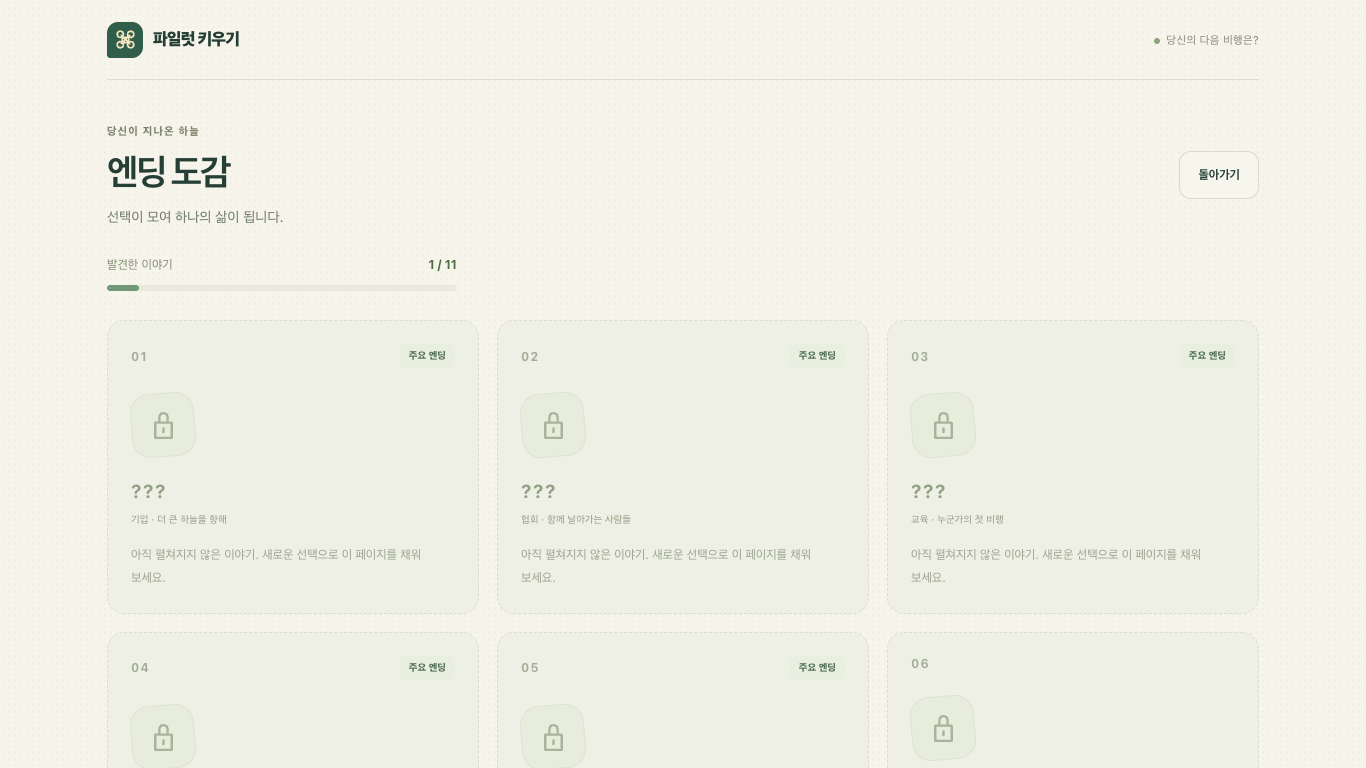 파일럿 키우기
당신의 다음 비행은?
당신이 지나온 하늘
엔딩 도감
돌아가기
선택이 모여 하나의 삶이 됩니다.
발견한 이야기
1 / 11
01
주요 엔딩
???
기업 · 더 큰 하늘을 향해
아직 펼쳐지지 않은 이야기. 새로운 선택으로 이 페이지를 채워
보세요.
02
주요 엔딩
???
협회 · 함께 날아가는 사람들
아직 펼쳐지지 않은 이야기. 새로운 선택으로 이 페이지를 채워
보세요.
03
주요 엔딩
???
교육 · 누군가의 첫 비행
아직 펼쳐지지 않은 이야기. 새로운 선택으로 이 페이지를 채워
보세요.
04
주요 엔딩
05
주요 엔딩
06